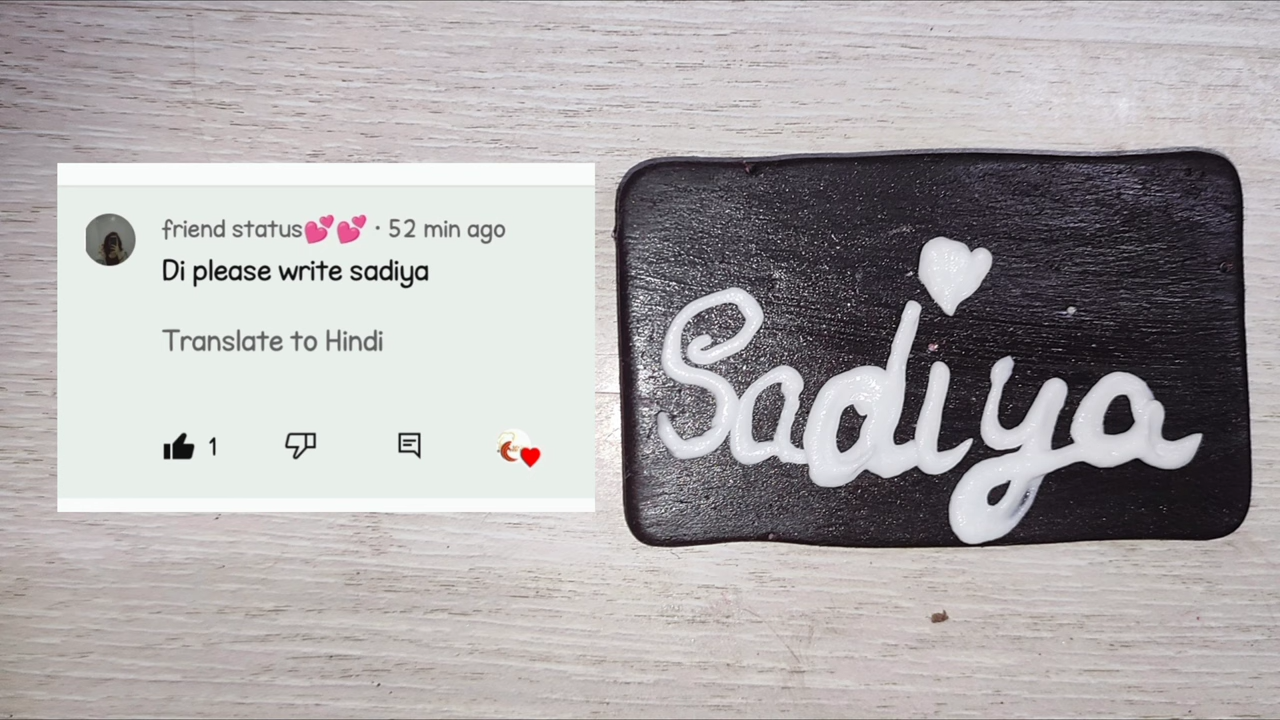 friend status💕💕 · 52 min ago
Di please write sadiya
Translate to Hindi
1
Sadiya